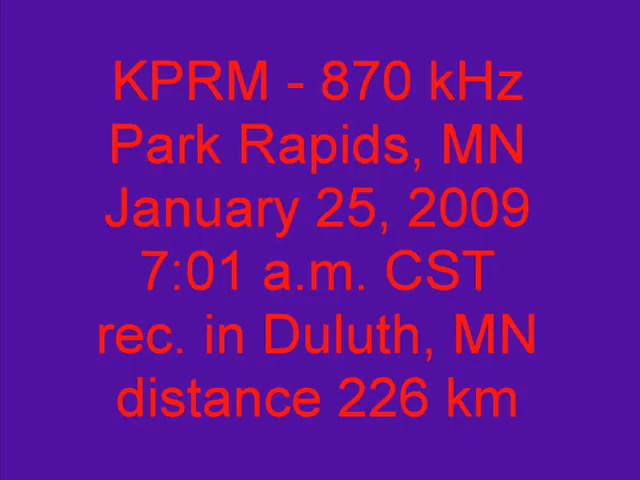 KPRM - 870 kHz
Park Rapids, MN
January 25, 2009
7:01 a.m. CST
rec. in Duluth, MN
distance 226 km